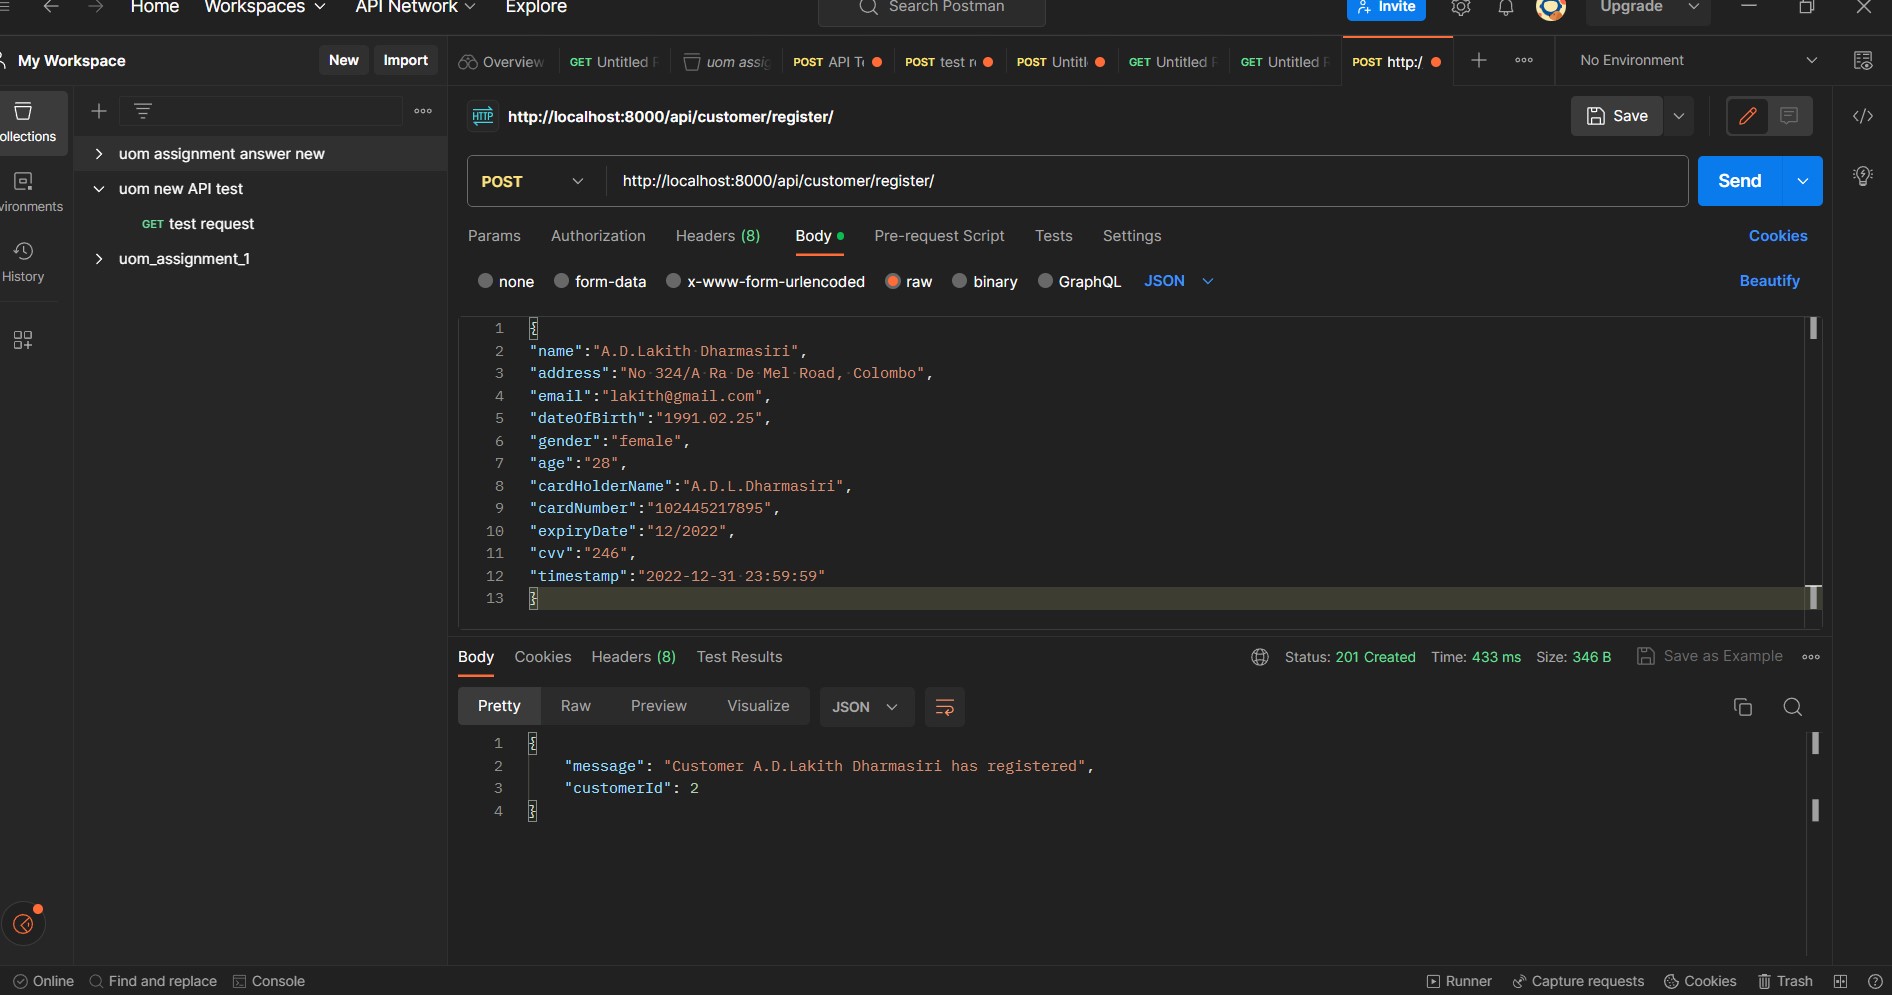 Home Workspaces API Network Explore
Search Postman
Invite
Upgrade
My Workspace
New Import
Overview
GET Untitled
uom assig
POST API T
POST test r
POST Untitl
GET Untitled
GET Untitled
POST http:/
No Environment
ollections
vironments
History
uom assignment answer new
uom new API test
GET test request
uom_assignment_1
HTTP http://localhost:8000/api/customer/register/
Save
POST http://localhost:8000/api/customer/register/
Send
Params Authorization Headers (8) Body Pre-request Script Tests Settings Cookies
none form-data x-www-form-urlencoded raw binary GraphQL JSON Beautify
1 {
2 "name":"A.D.Lakith Dharmasiri",
3 "address":"No 324/A Ra De Mel Road, Colombo",
4 "email":"lakith@gmail.com",
5 "dateOfBirth":"1991.02.25",
6 "gender":"female",
7 "age":"28",
8 "cardHolderName":"A.D.L.Dharmasiri",
9 "cardNumber":"102445217895",
10 "expiryDate":"12/2022",
11 "cvv":"246",
12 "timestamp":"2022-12-31 23:59:59"
13 }
Body Cookies Headers (8) Test Results
Status: 201 Created Time: 433 ms Size: 346 B Save as Example
Pretty Raw Preview Visualize JSON
1 {
2 "message": "Customer A.D.Lakith Dharmasiri has registered",
3 "customerId": 2
4 }
Online Find and replace Console
Runner Capture requests Cookies Trash